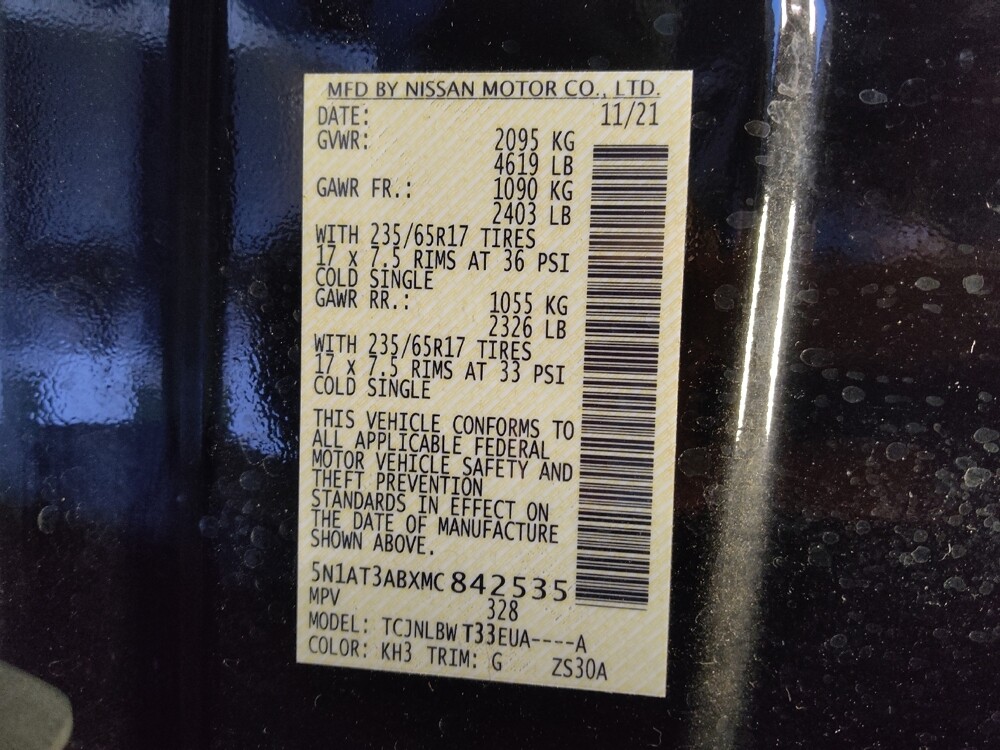 MFD BY NISSAN MOTOR CO., LTD.
DATE: 11/21
GVWR: 2095 KG
4619 LB
GAWR FR.: 1090 KG
2403 LB
WITH 235/65R17 TIRES
17 X 7.5 RIMS AT 36 PSI
COLD SINGLE
GAWR RR.: 1055 KG
2326 LB
WITH 235/65R17 TIRES
17 X 7.5 RIMS AT 33 PSI
COLD SINGLE
THIS VEHICLE CONFORMS TO
ALL APPLICABLE FEDERAL
MOTOR VEHICLE SAFETY AND
THEFT PREVENTION
STANDARDS IN EFFECT ON
THE DATE OF MANUFACTURE
SHOWN ABOVE.
5N1AT3ABXMC842535
MPV 328
MODEL: TCJNLBW T33EUA----A
COLOR: KH3 TRIM: G ZS30A